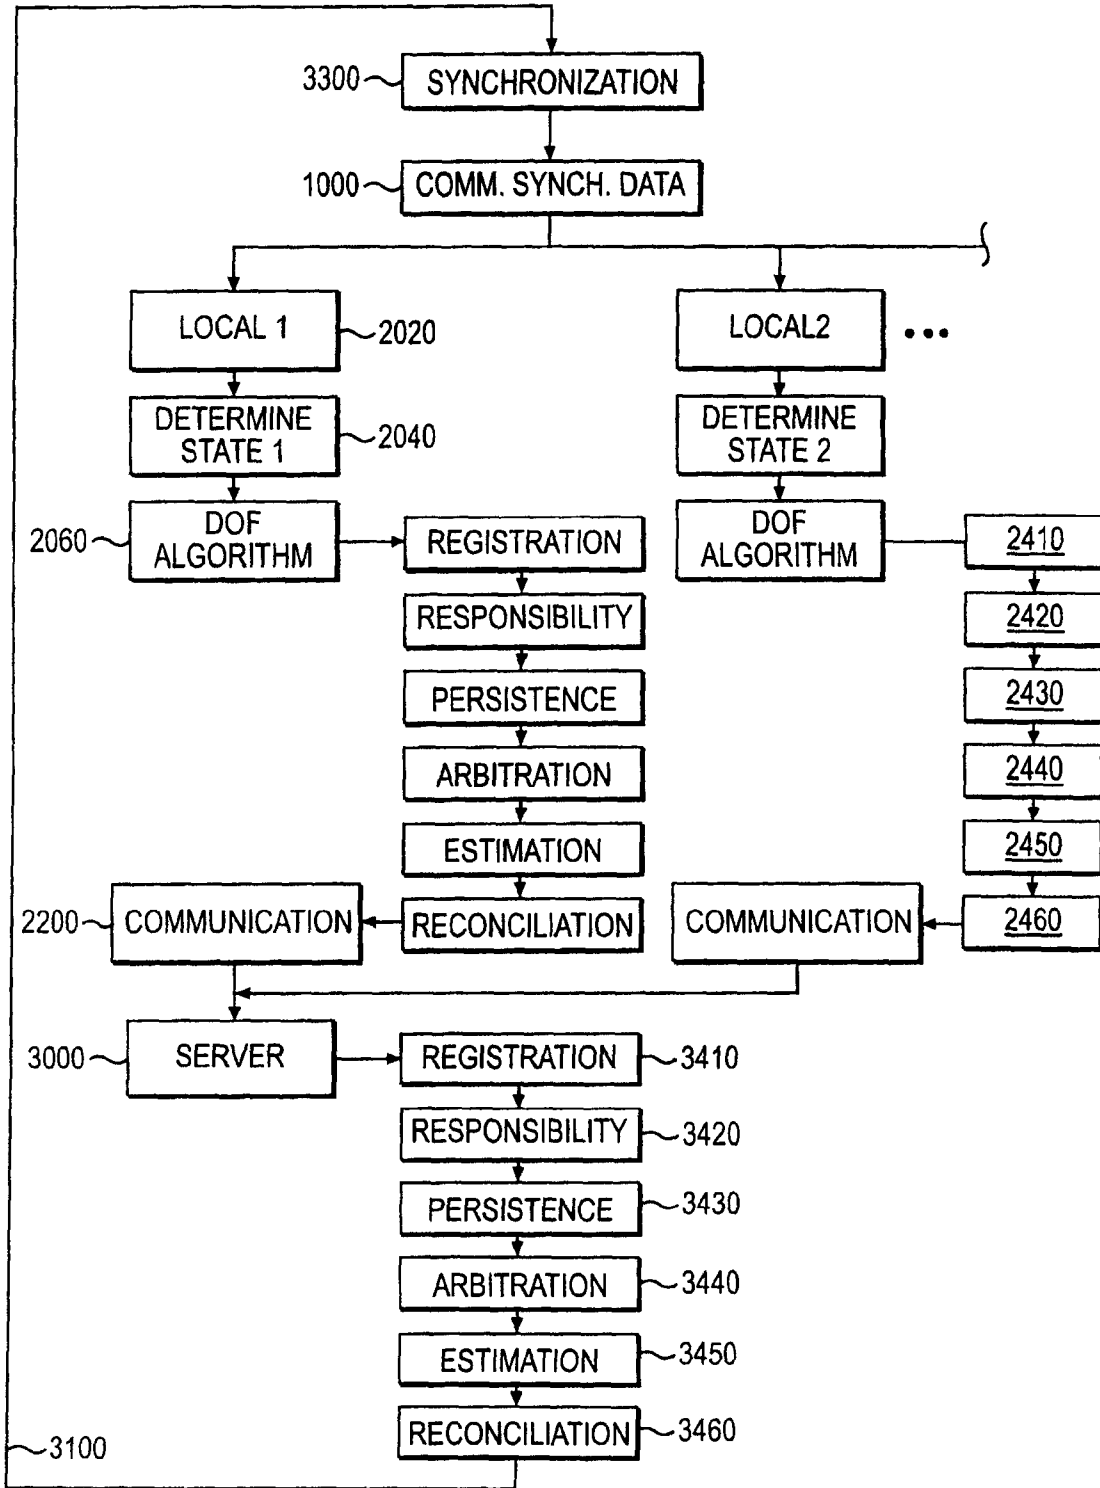 3300 SYNCHRONIZATION
1000 COMM. SYNCH. DATA
LOCAL 1 2020
LOCAL2 •••
DETERMINE
STATE 1 2040
DETERMINE
STATE 2
2060 DOF
ALGORITHM
DOF
ALGORITHM
REGISTRATION
RESPONSIBILITY
PERSISTENCE
ARBITRATION
ESTIMATION
RECONCILIATION
2410
2420
2430
2440
2450
2460
2200 COMMUNICATION
COMMUNICATION
3000 SERVER
REGISTRATION 3410
RESPONSIBILITY 3420
PERSISTENCE 3430
ARBITRATION 3440
ESTIMATION 3450
RECONCILIATION 3460
3100